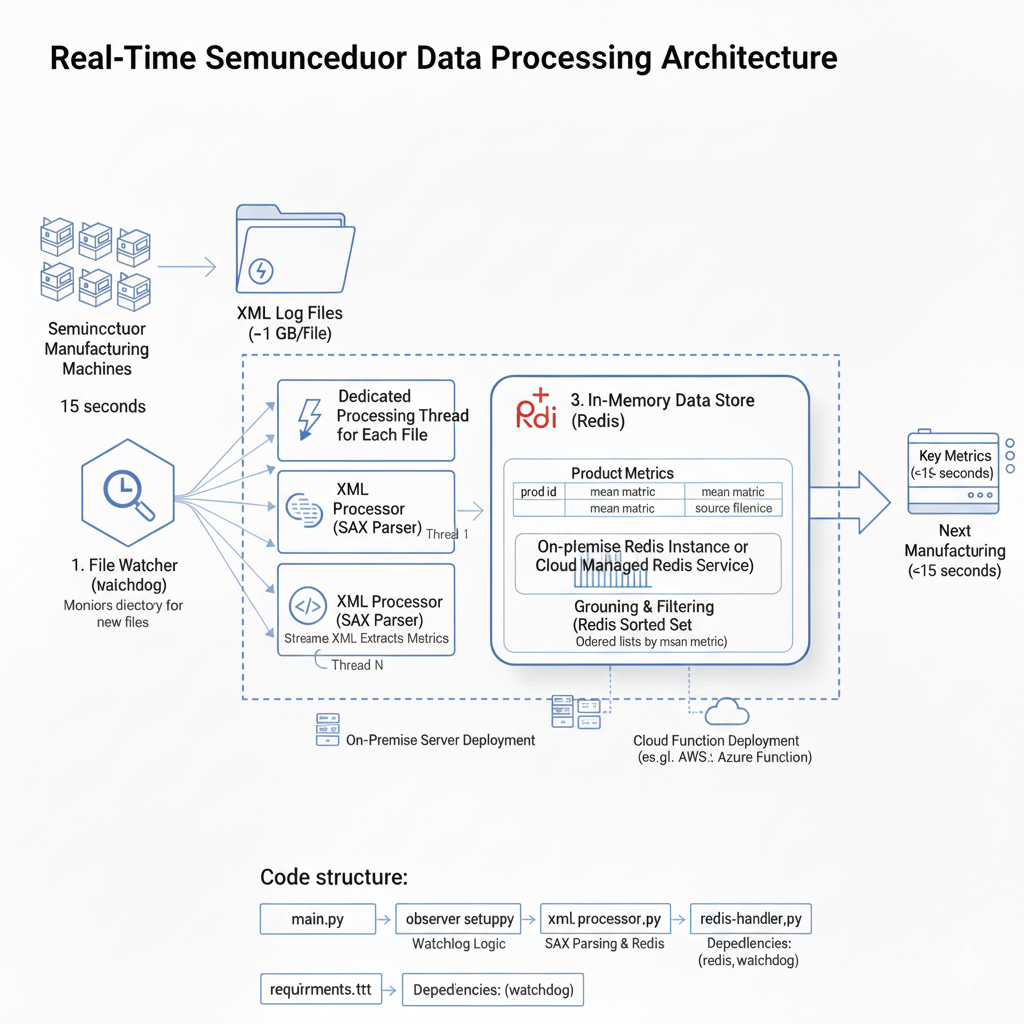 Real-Time Semunceduor Data Processing Architecture
XML Log Files
(~1 GB/File)
Semuincctuor
Manufacturing
Machines
15 seconds
Dedicated
Processing Thread
for Each File
XML
Processor
(SAX Parser)
Thread 1
XML Processor
(SAX Parser)
Streame XML Extracts Metrics
Thread N
1. File Watcher
(waichdog)
Moniors diectory for
new files
Rdi
3. In-Memory Data Store
(Redis)
Product Metrics
prod id mean matric mean matric
mean matric source filenice
On-plemise Redis Instance or
Cloud Managed Redis Service)
Grouning & Filtering
(Redis Sorted Set
Odered lists by msan metric)
Key Metrics
(<15 seconds)
Next
Manufacturing
(<15 seconds)
On-Premise Server Deployment
Cloud Function Deployment
(es.gl. AWS.: Azure Function)
Code structure:
main.py
observer setuppy
xml processor,py
redis-handler,py
Watchlog Logic
SAX Parsing & Redis
Depedlencies:
(redis, walchdog)
requirrments.ttt
Depedencies: (watchdog)